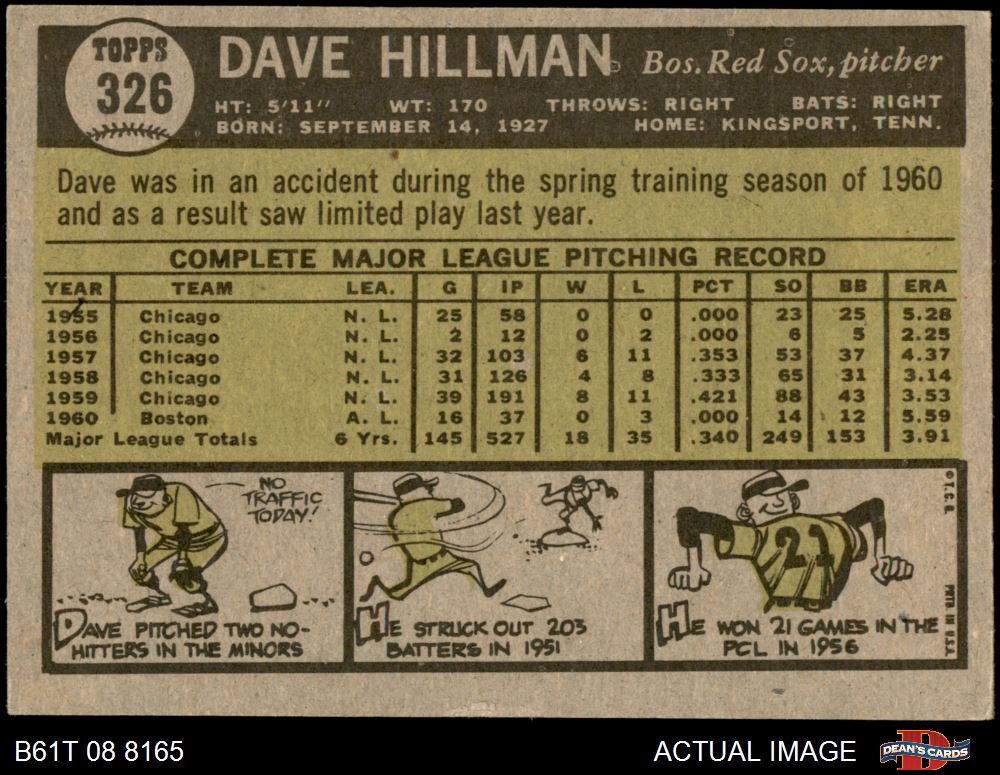 TOPPS
326
DAVE HILLMAN Bos. Red Sox, pitcher
HT: 5'11" WT: 170 THROWS: RIGHT BATS: RIGHT
BORN: SEPTEMBER 14, 1927 HOME: KINGSPORT, TENN.
Dave was in an accident during the spring training season of 1960
and as a result saw limited play last year.
COMPLETE MAJOR LEAGUE PITCHING RECORD
YEAR TEAM LEA. G IP W L PCT SO BB ERA
1955 Chicago N. L. 25 58 0 0 .000 23 25 5.28
1956 Chicago N. L. 2 12 0 2 .000 6 5 2.25
1957 Chicago N. L. 32 103 6 11 .353 53 37 4.37
1958 Chicago N. L. 31 126 4 8 .333 65 31 3.14
1959 Chicago N. L. 39 191 8 11 .421 88 43 3.53
1960 Boston A. L. 16 37 0 3 .000 14 12 5.59
Major League Totals 6 Yrs. 145 527 18 35 .340 249 153 3.91
NO
TRAFFIC
TODAY!
DAVE PITCHED TWO NO-
HITTERS IN THE MINORS
HE STRUCK OUT 203
BATTERS IN 1951
21
HE WON 21 GAMES IN THE
PCL IN 1956
© T.C.G.
PRTD. IN U.S.A.
B61T 08 8165
ACTUAL IMAGE
DEAN'S CARDS